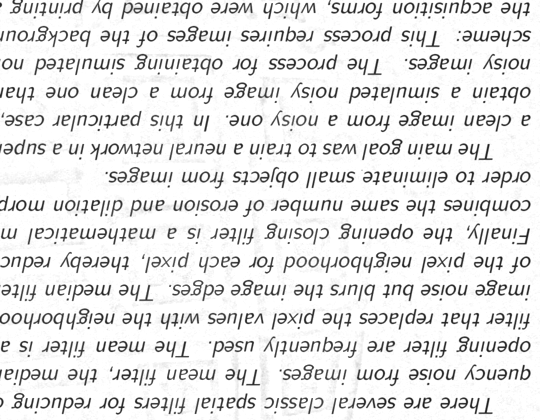 There are several classic spatial filters for reducing
quency noise from images. The mean filter, the median
opening filter are frequently used. The mean filter is a
filter that replaces the pixel values with the neighborhoo
image noise but blurs the image edges. The median filte
of the pixel neighborhood for each pixel, thereby reduc
Finally, the opening closing filter is a mathematical m
combines the same number of erosion and dilation morp
order to eliminate small objects from images.
The main goal was to train a neural network in a supe
a clean image from a noisy one. In this particular case,
obtain a simulated noisy image from a clean one than
noisy images. The process for obtaining simulated no
scheme: This process requires images of the backgroun
the acquisition forms, which were obtained by printing a